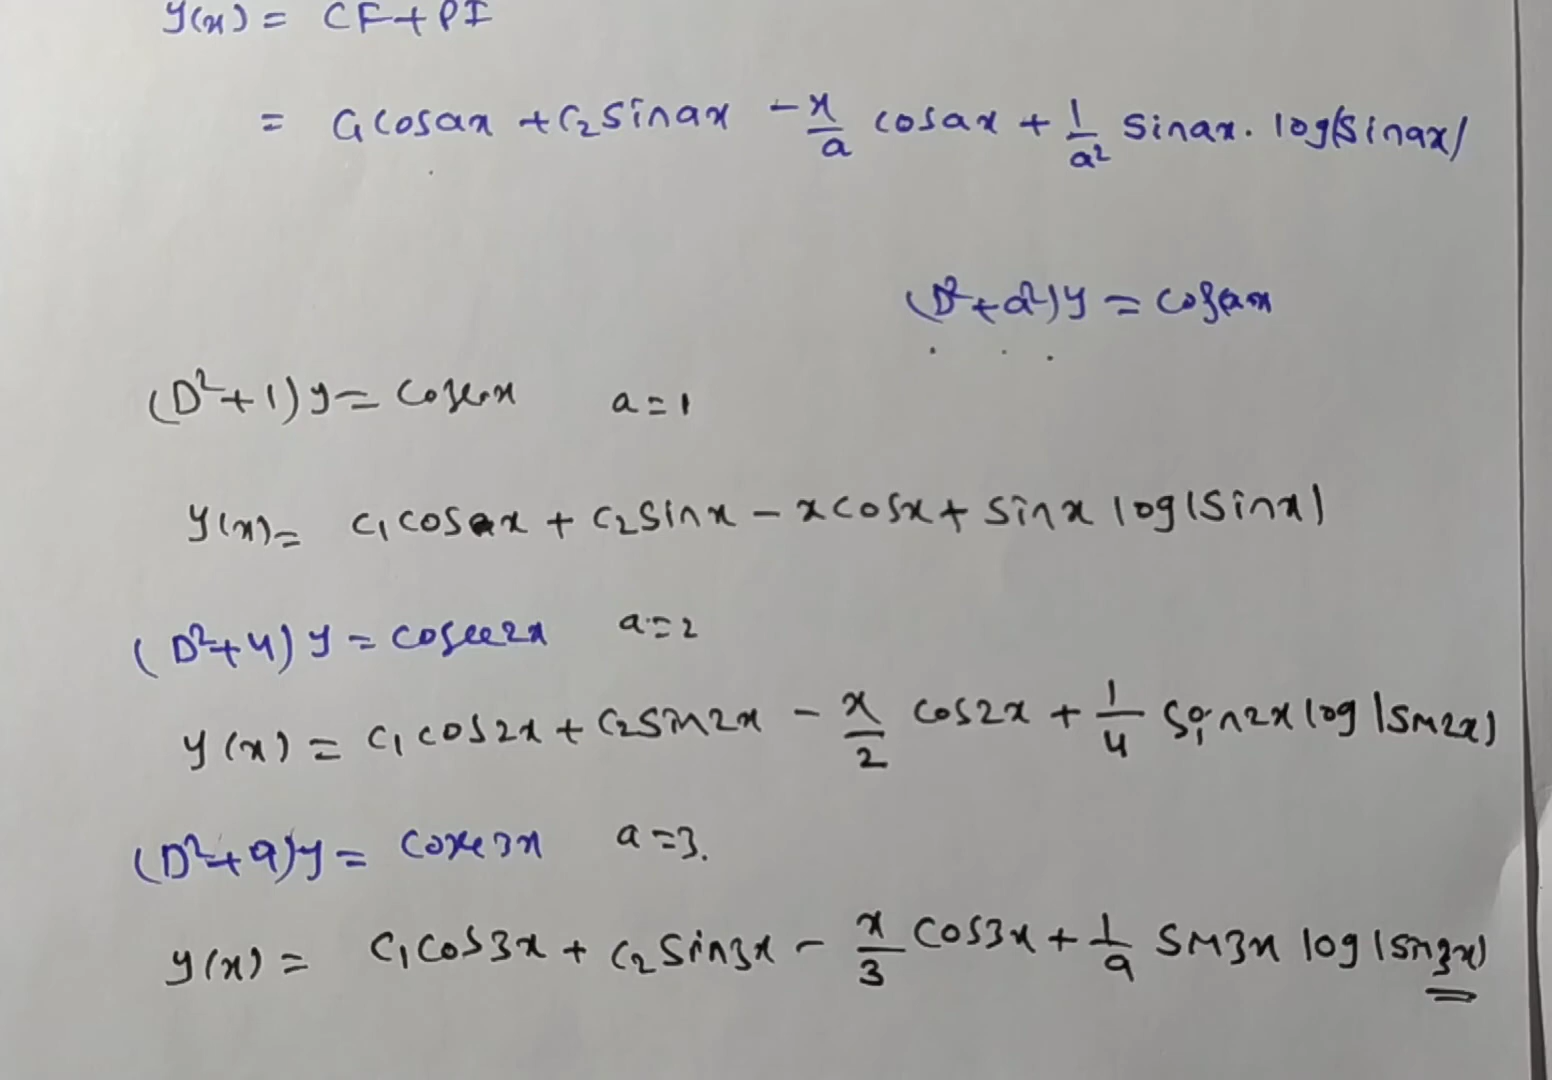 y(x) = CF+PI
= C1cosax + C2sinax - x/a cosax + 1/a² sinax. log|sinax|
(D²+a²)y = cosecax
(D²+1)y = cosecx a=1
y(x) = c1cosx + c2sinx - xcosx + sinx log|sinx|
(D²+4)y = cosec2x a=2
y(x) = c1cos2x + c2sin2x - x/2 cos2x + 1/4 sin2x log|sin2x|
(D²+9)y = cosec3x a=3.
y(x) = c1cos3x + c2sin3x - x/3 cos3x + 1/9 sin3x log|sin3x|